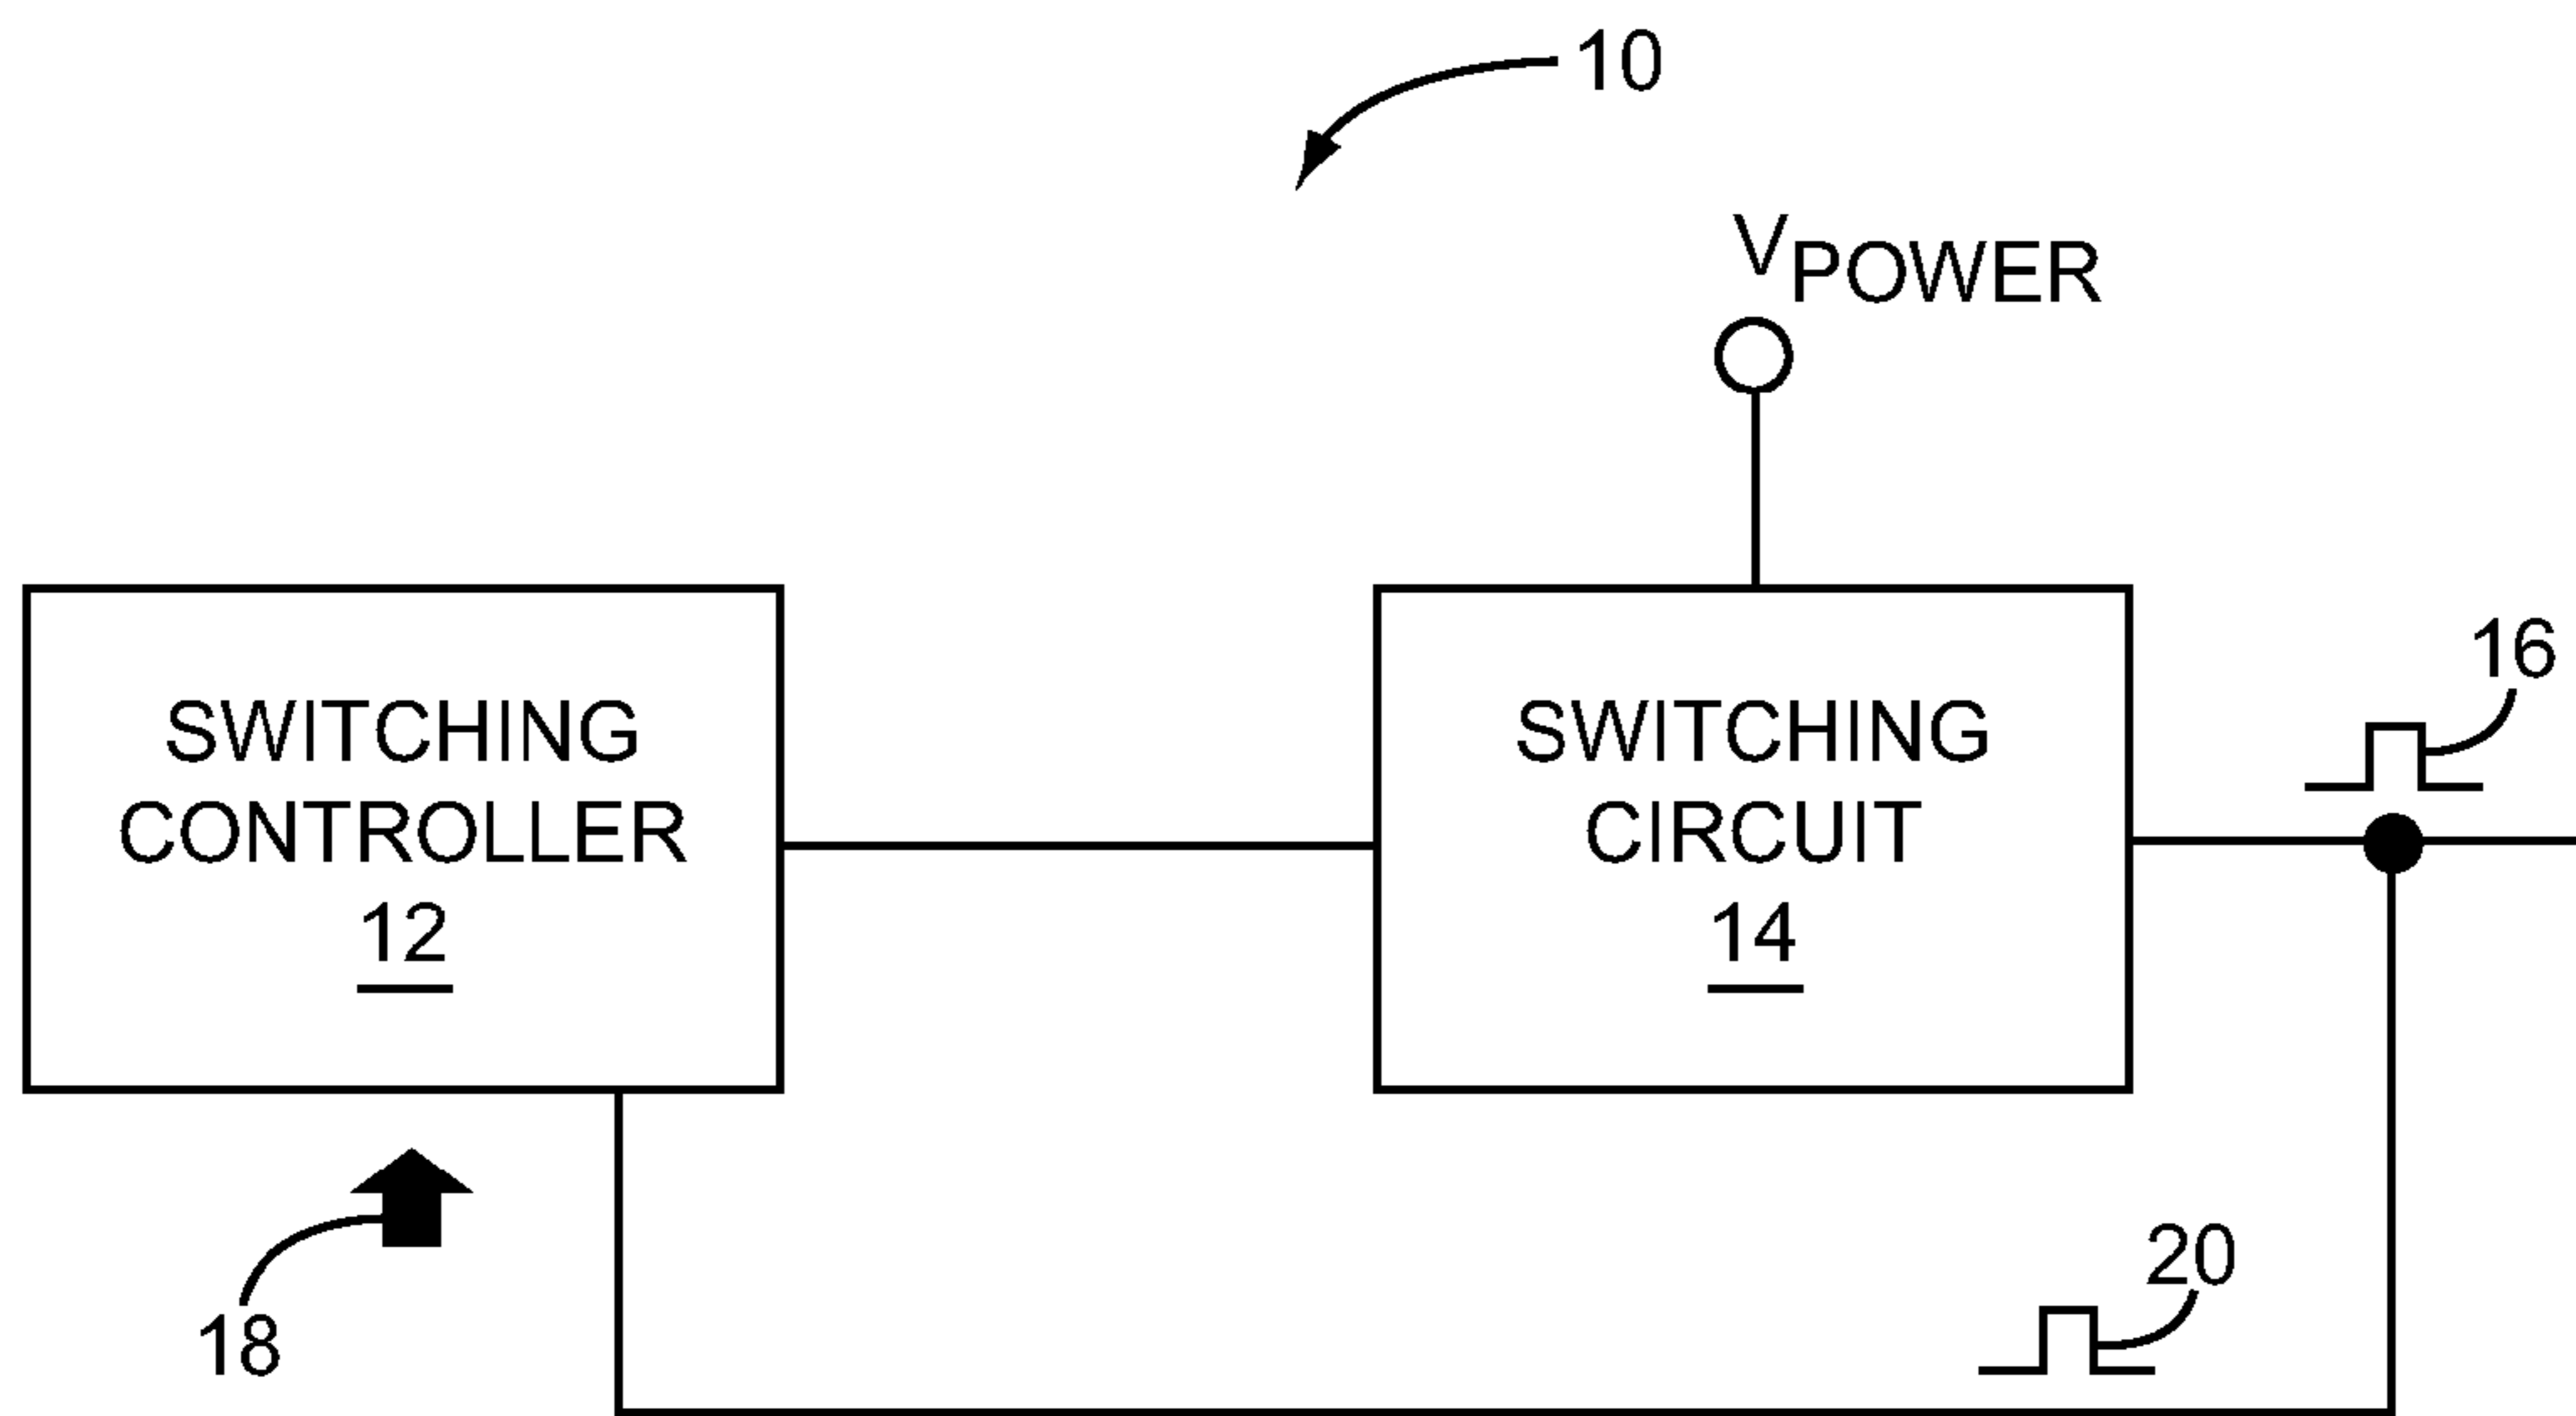 10
VPOWER
16
SWITCHING
CONTROLLER
12
SWITCHING
CIRCUIT
14
18
20